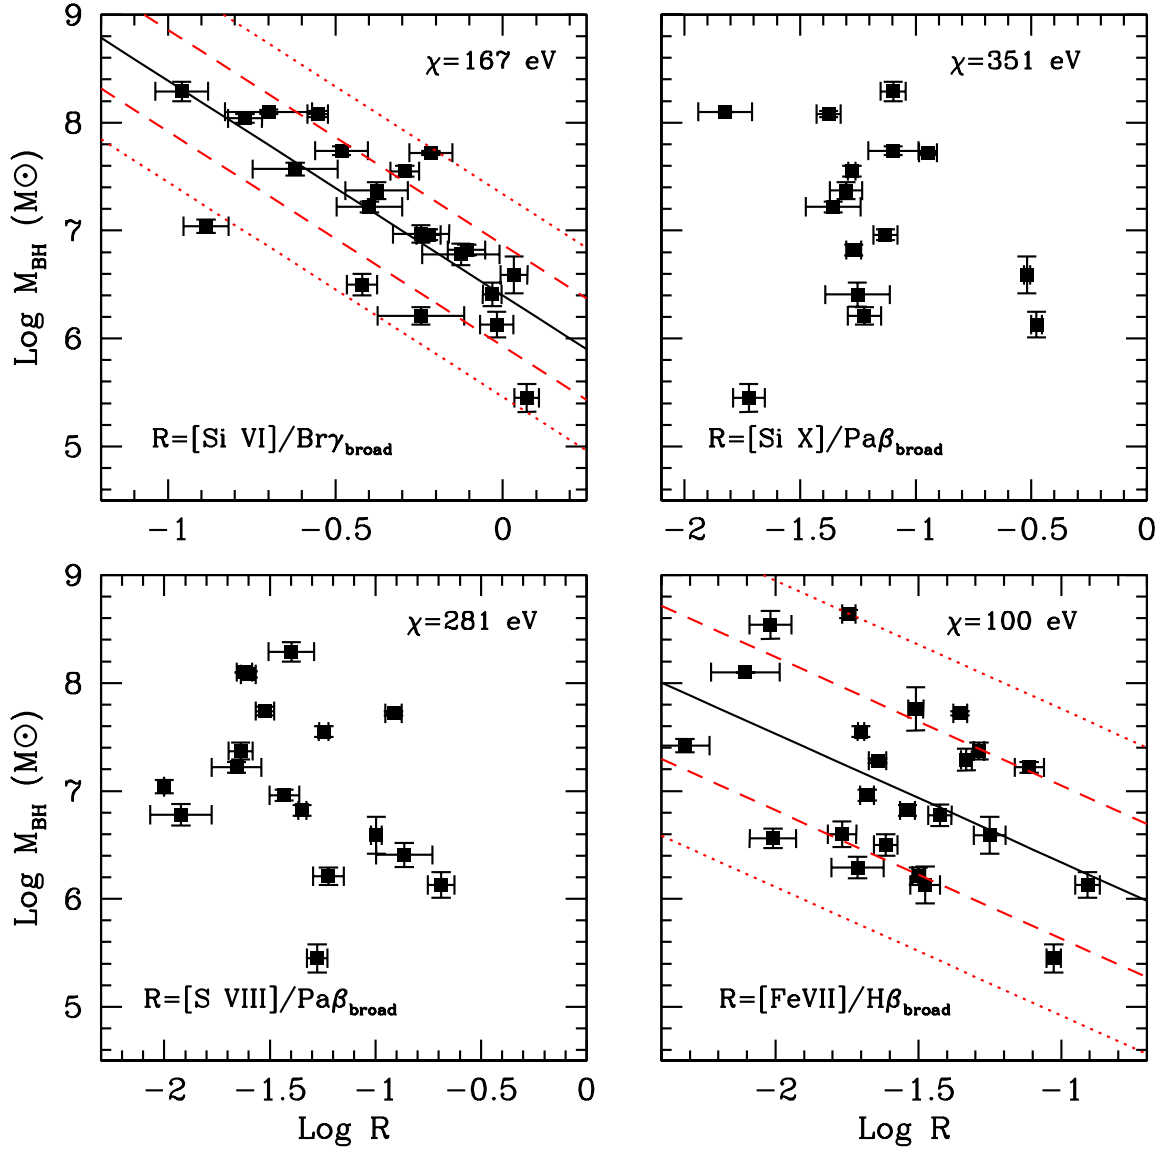 9
8
7
6
5
Log M_BH (M⊙)
χ=167 eV
R=[Si VI]/Brγ_broad
−1
−0.5
0
χ=351 eV
R=[Si X]/Paβ_broad
−2
−1.5
−1
−0.5
0
9
8
7
6
5
Log M_BH (M⊙)
χ=281 eV
R=[S VIII]/Paβ_broad
−2
−1.5
−1
−0.5
0
Log R
χ=100 eV
R=[FeVII]/Hβ_broad
−2
−1.5
−1
Log R